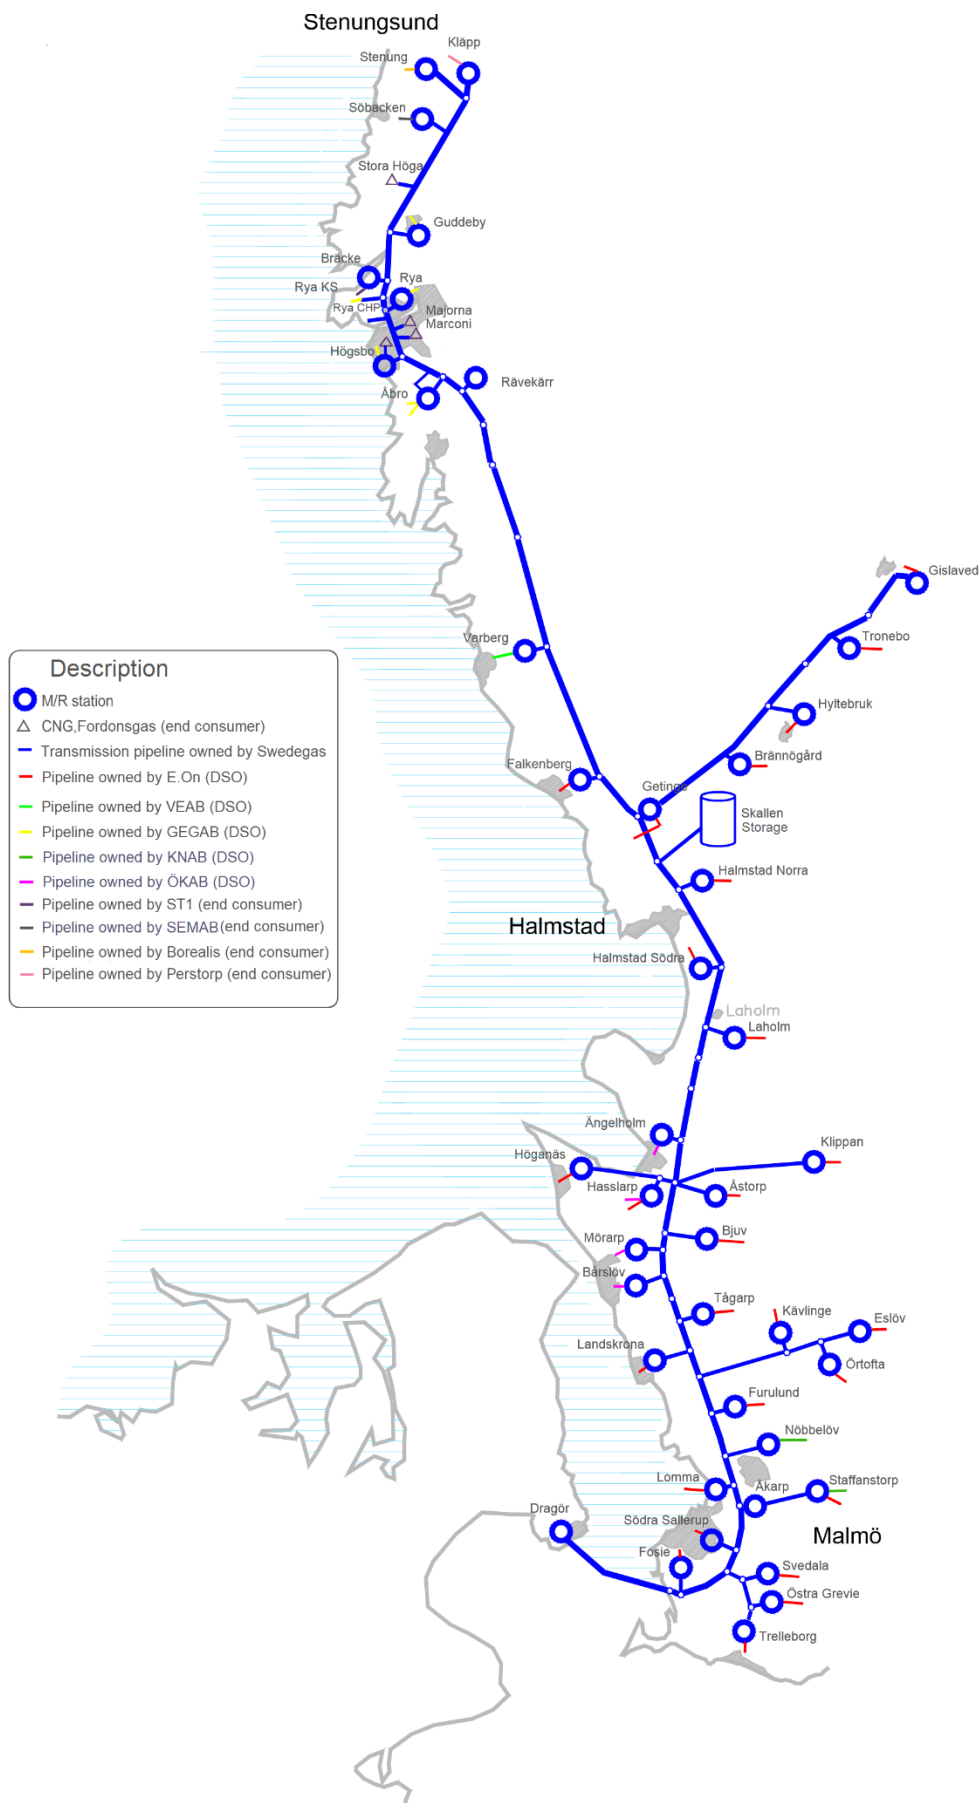 Stenungsund
Kläpp
Stenung
Söbacken
Stora Höga
Guddeby
Bräcke
Rya
Rya KS
Rya CHP
Majorna
Marconi
Högsbo
Rävekärr
Åbro
Gislaved
Tronebo
Varberg
Hyltebruk
Brännögård
Falkenberg
Getinge
Skallen
Storage
Halmstad Norra
Halmstad
Halmstad Södra
Laholm
Laholm
Description
M/R station
CNG,Fordonsgas (end consumer)
Transmission pipeline owned by Swedegas
Pipeline owned by E.On (DSO)
Pipeline owned by VEAB (DSO)
Pipeline owned by GEGAB (DSO)
Pipeline owned by KNAB (DSO)
Pipeline owned by ÖKAB (DSO)
Pipeline owned by ST1 (end consumer)
Pipeline owned by SEMAB (end consumer)
Pipeline owned by Borealis (end consumer)
Pipeline owned by Perstorp (end consumer)
Ängelholm
Klippan
Höganäs
Hasslarp
Åstorp
Bjuv
Mörarp
Bårslöv
Tågarp
Kävlinge
Eslöv
Landskrona
Örtofta
Furulund
Nöbbelöv
Lomma
Åkarp
Staffanstorp
Dragör
Södra Sallerup
Malmö
Fosie
Svedala
Östra Grevie
Trelleborg